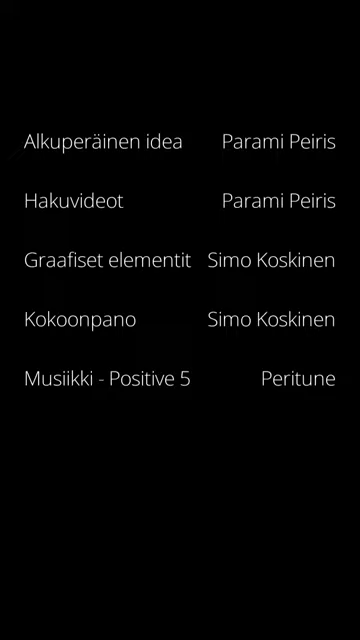 Alkuperäinen idea Parami Peiris
Hakuvideot Parami Peiris
Graafiset elementit Simo Koskinen
Kokoonpano Simo Koskinen
Musiikki - Positive 5 Peritune